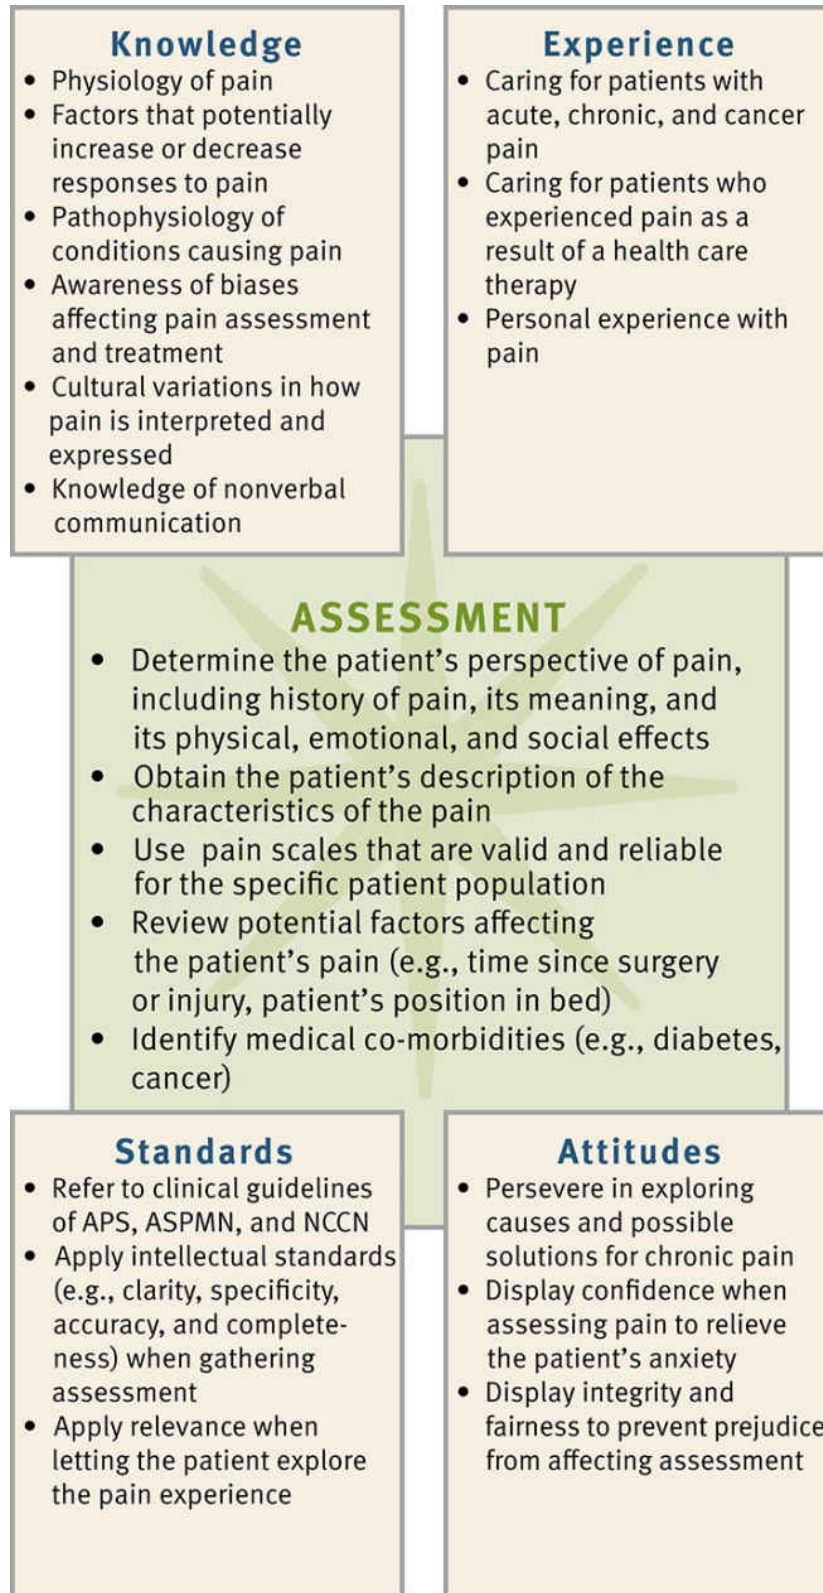 Knowledge
• Physiology of pain
• Factors that potentially
increase or decrease
responses to pain
• Pathophysiology of
conditions causing pain
• Awareness of biases
affecting pain assessment
and treatment
• Cultural variations in how
pain is interpreted and
expressed
• Knowledge of nonverbal
communication
Experience
• Caring for patients with
acute, chronic, and cancer
pain
• Caring for patients who
experienced pain as a
result of a health care
therapy
• Personal experience with
pain
ASSESSMENT
• Determine the patient’s perspective of pain,
including history of pain, its meaning, and
its physical, emotional, and social effects
• Obtain the patient’s description of the
characteristics of the pain
• Use pain scales that are valid and reliable
for the specific patient population
• Review potential factors affecting
the patient’s pain (e.g., time since surgery
or injury, patient’s position in bed)
• Identify medical co-morbidities (e.g., diabetes,
cancer)
Standards
• Refer to clinical guidelines
of APS, ASPMN, and NCCN
• Apply intellectual standards
(e.g., clarity, specificity,
accuracy, and complete-
ness) when gathering
assessment
• Apply relevance when
letting the patient explore
the pain experience
Attitudes
• Persevere in exploring
causes and possible
solutions for chronic pain
• Display confidence when
assessing pain to relieve
the patient’s anxiety
• Display integrity and
fairness to prevent prejudice
from affecting assessment